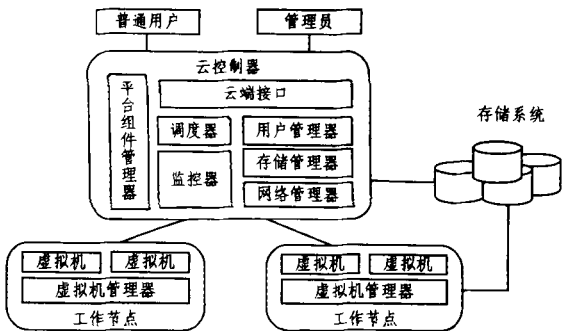 普通用户
管理员
云控制器
平台组件管理器
云端接口
调度器
用户管理器
监控器
存储管理器
网络管理器
存储系统
虚拟机
虚拟机
虚拟机管理器
工作节点
虚拟机
虚拟机
虚拟机管理器
工作节点